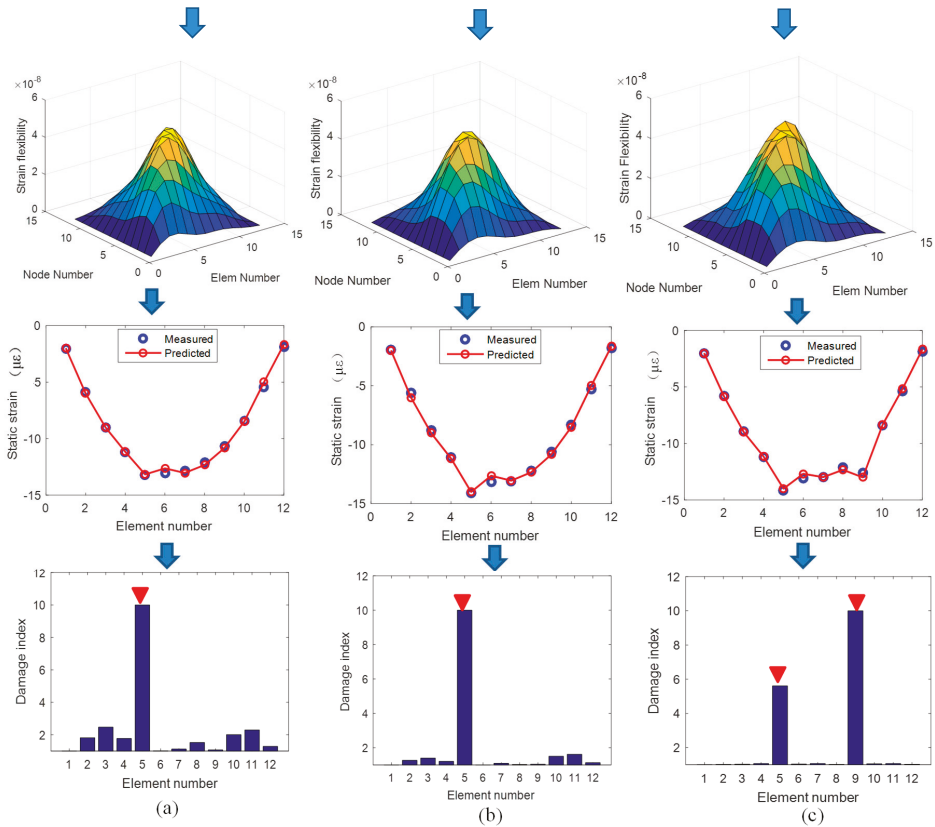 ×10-8
6
4
2
0
Strain flexibility
15
10
5
0
Node Number
0
5
10
15
Elem Number
×10-8
6
4
2
0
Strain flexibility
15
10
5
0
Node Number
0
5
10
15
Elem Number
×10-8
6
4
2
0
Strain Flexibility
15
10
5
0
Node Number
0
5
10
15
Elem Number
0
-5
-10
-15
Static strain (με)
Measured
Predicted
0 2 4 6 8 10 12
Element number
0
-5
-10
-15
Static strain (με)
Measured
Predicted
0 2 4 6 8 10 12
Element number
0
-5
-10
-15
Static strain (με)
Measured
Predicted
0 2 4 6 8 10 12
Element number
12
10
8
6
4
2
Damage index
1 2 3 4 5 6 7 8 9 10 11 12
Element number
(a)
12
10
8
6
4
2
Damage index
1 2 3 4 5 6 7 8 9 10 11 12
Element number
(b)
12
10
8
6
4
2
Damage index
1 2 3 4 5 6 7 8 9 10 11 12
Element number
(c)